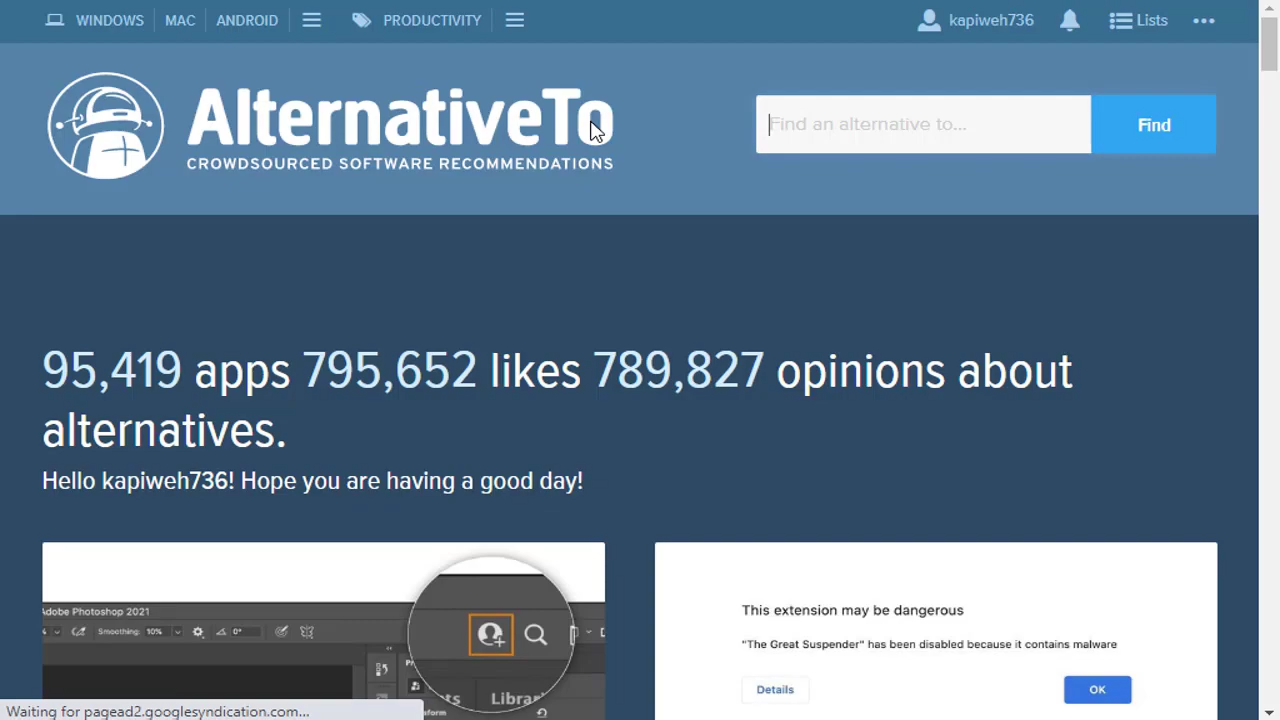 WINDOWS MAC ANDROID PRODUCTIVITY kapiweh736 Lists
AlternativeTo
CROWDSOURCED SOFTWARE RECOMMENDATIONS
Find an alternative to...
Find
95,419 apps 795,652 likes 789,827 opinions about
alternatives.
Hello kapiweh736! Hope you are having a good day!
Adobe Photoshop 2021
% Smoothing: 10% 0°
Librar
This extension may be dangerous
"The Great Suspender" has been disabled because it contains malware
Details
OK
Waiting for pagead2.googlesyndication.com...